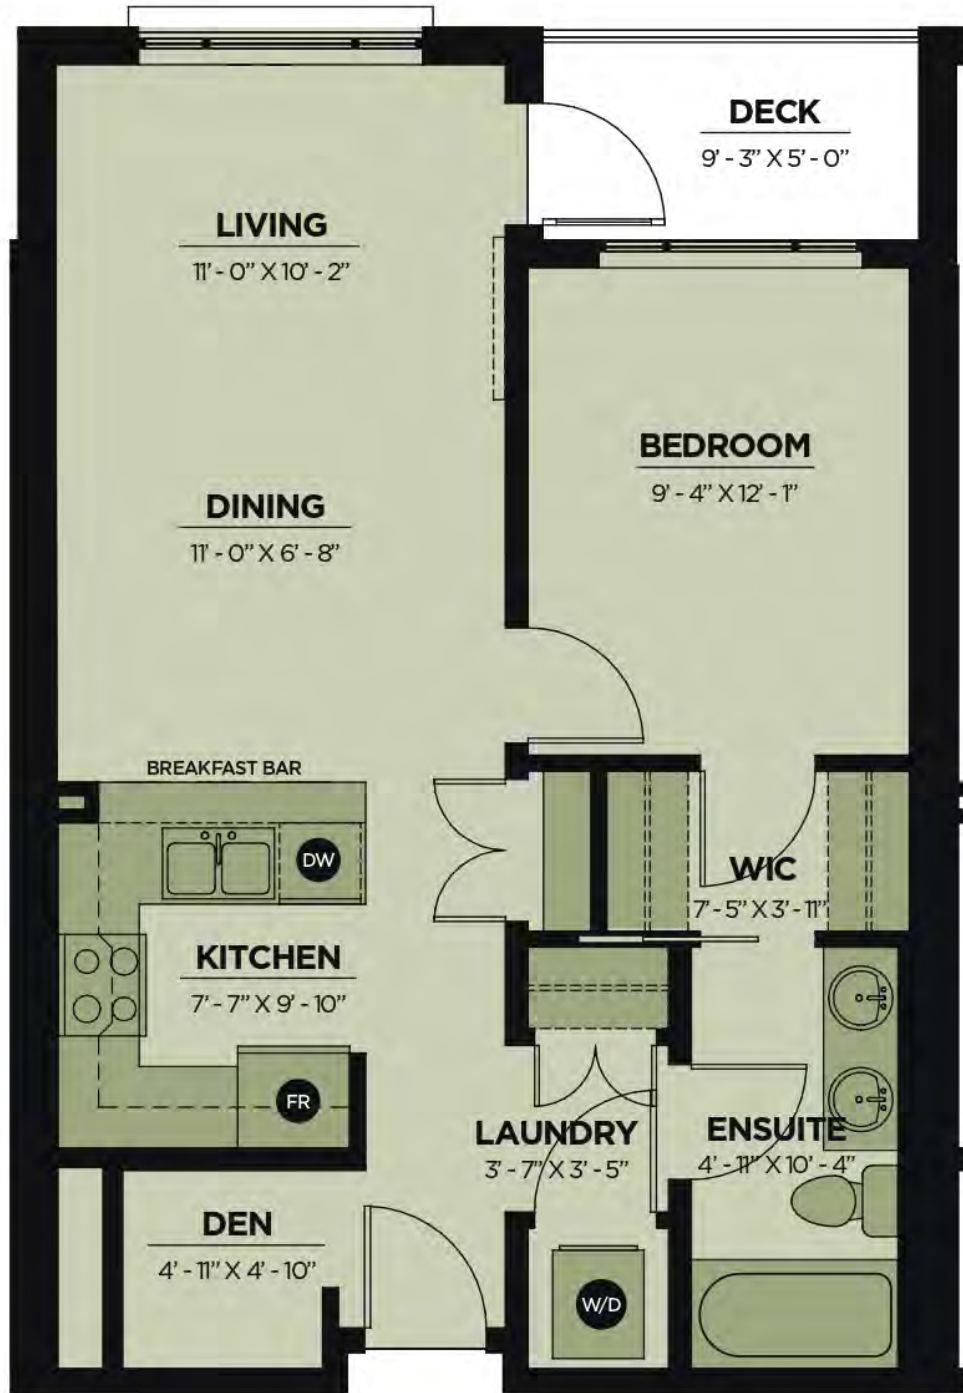 DECK
9' - 3” X 5' - 0”
LIVING
11' - 0” X 10' - 2”
BEDROOM
9' - 4” X 12' - 1”
DINING
11' - 0” X 6' - 8”
BREAKFAST BAR
DW
WIC
7' - 5” X 3' - 11”
KITCHEN
7' - 7” X 9' - 10”
FR
LAUNDRY
3' - 7” X 3' - 5”
ENSUITE
4' - 11” X 10' - 4”
DEN
4' - 11” X 4' - 10”
W/D